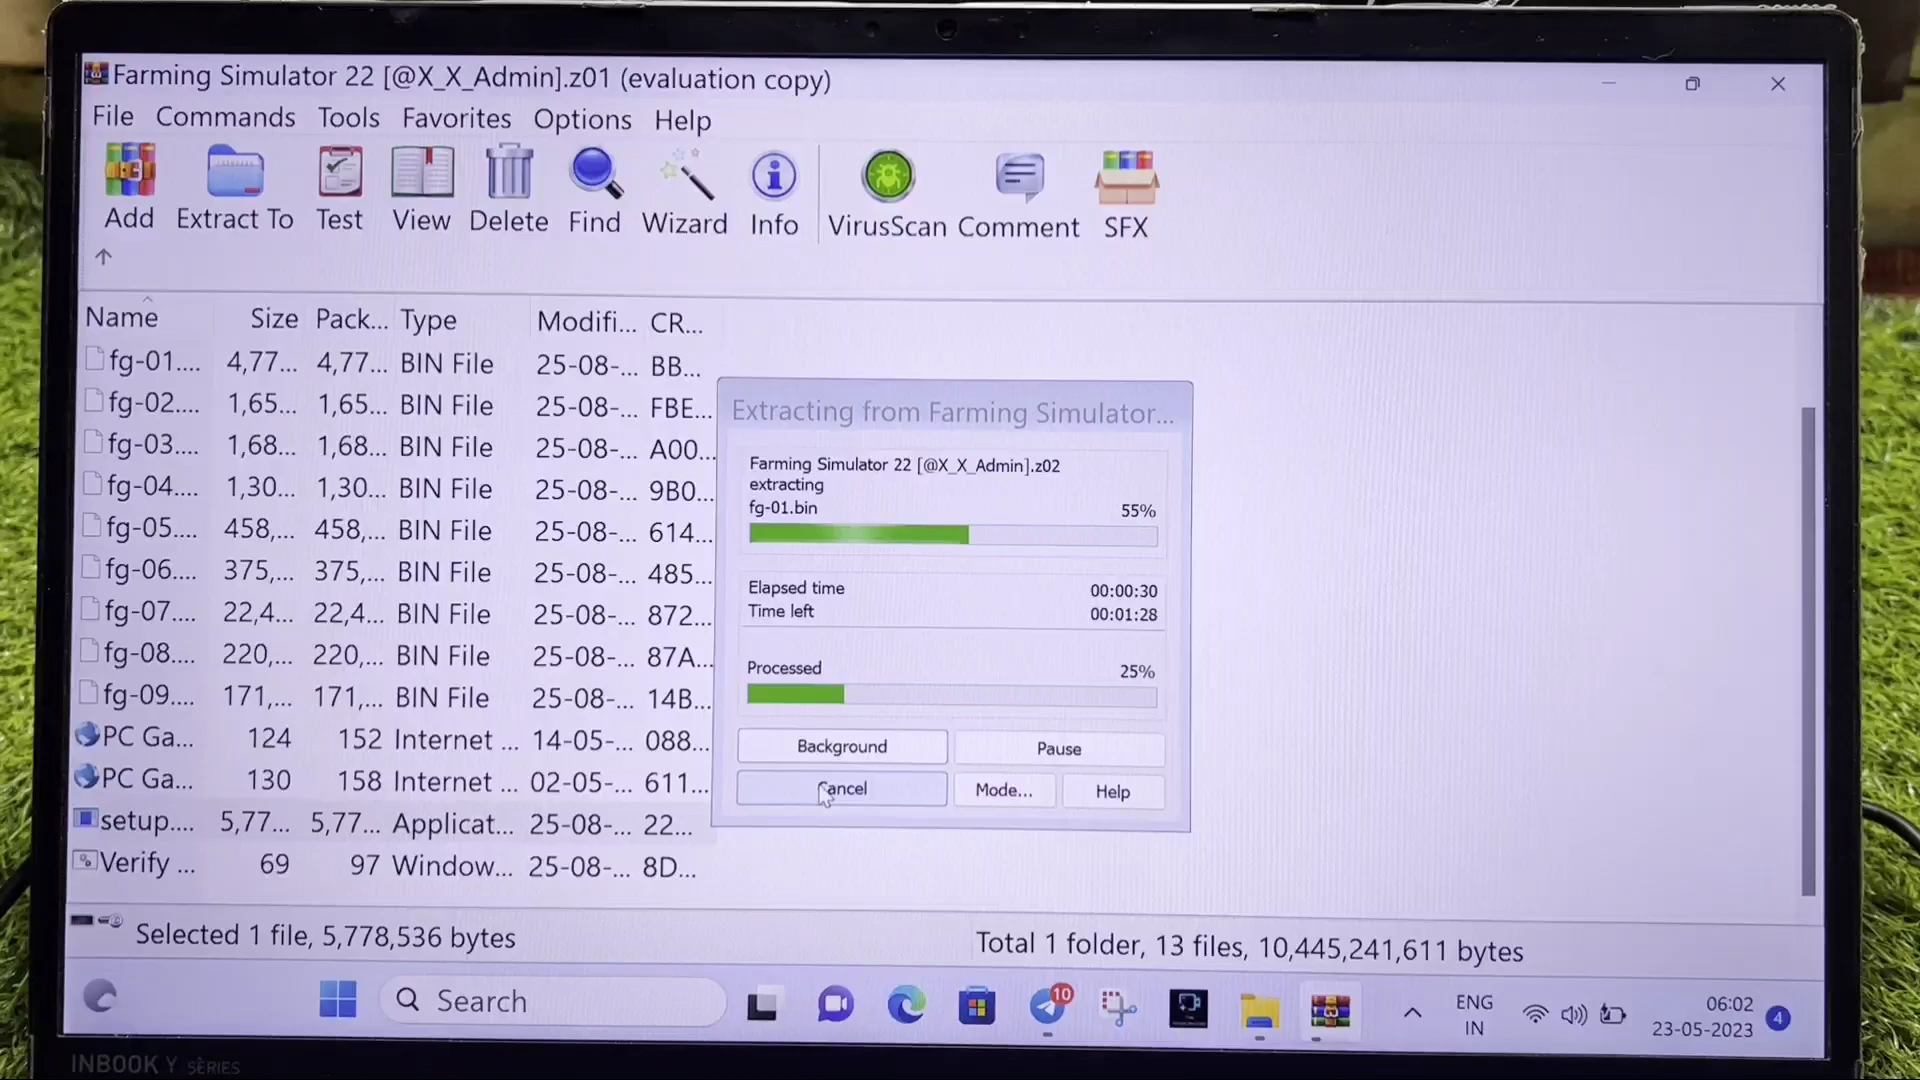 Farming Simulator 22 [@X_X_Admin].z01 (evaluation copy)
File Commands Tools Favorites Options Help
Add Extract To Test View Delete Find Wizard Info VirusScan Comment SFX
Name Size Pack... Type Modifi... CR...
fg-01.... 4,77... 4,77... BIN File 25-08-... BB...
fg-02.... 1,65... 1,65... BIN File 25-08-... FBE...
fg-03.... 1,68... 1,68... BIN File 25-08-... A00...
fg-04.... 1,30... 1,30... BIN File 25-08-... 9B0...
fg-05.... 458,... 458,... BIN File 25-08-... 614...
fg-06.... 375,... 375,... BIN File 25-08-... 485...
fg-07.... 22,4... 22,4... BIN File 25-08-... 872...
fg-08.... 220,... 220,... BIN File 25-08-... 87A...
fg-09.... 171,... 171,... BIN File 25-08-... 14B...
PC Ga... 124 152 Internet ... 14-05-... 088...
PC Ga... 130 158 Internet ... 02-05-... 611...
setup.... 5,77... 5,77... Applicat... 25-08-... 22...
Verify ... 69 97 Window... 25-08-... 8D...
Extracting from Farming Simulator...
Farming Simulator 22 [@X_X_Admin].z02
extracting
fg-01.bin 55%
Elapsed time 00:00:30
Time left 00:01:28
Processed 25%
Background Pause
Cancel Mode... Help
Selected 1 file, 5,778,536 bytes
Total 1 folder, 13 files, 10,445,241,611 bytes
Search
10
ENG
IN
06:02
23-05-2023
4
INBOOK Y SERIES